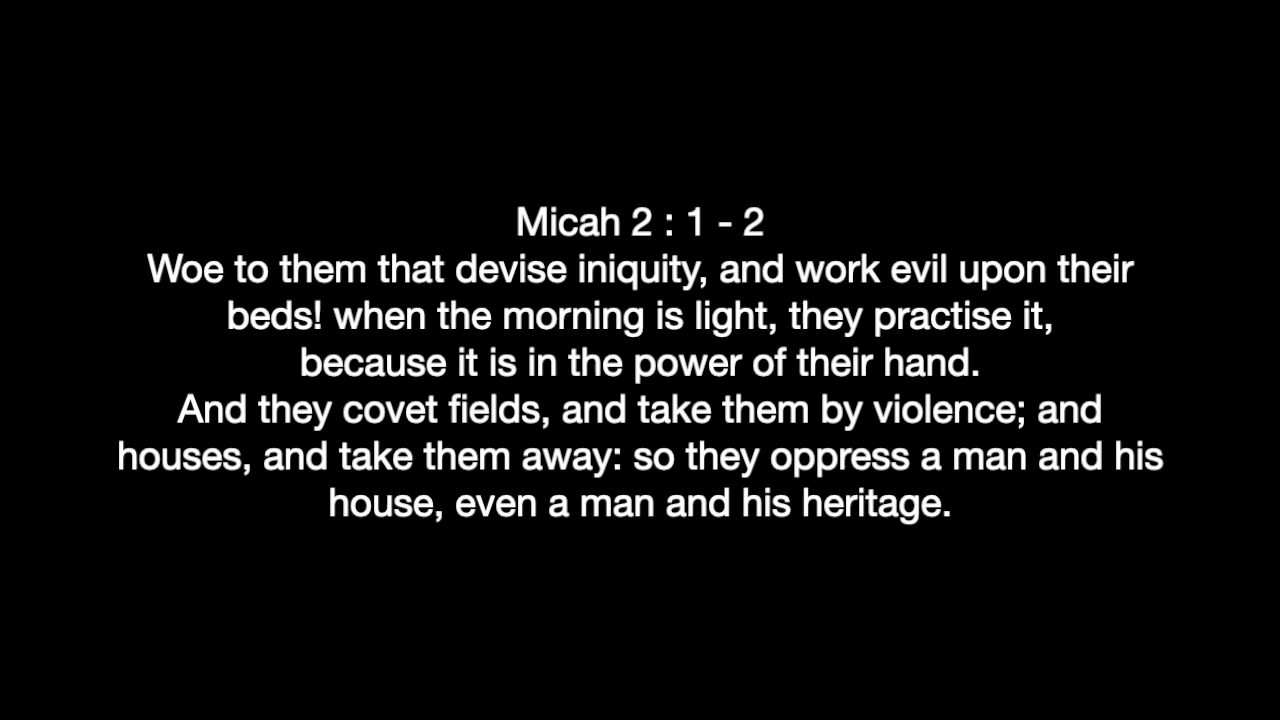 Micah 2 : 1 - 2
Woe to them that devise iniquity, and work evil upon their
beds! when the morning is light, they practise it,
because it is in the power of their hand.
And they covet fields, and take them by violence; and
houses, and take them away: so they oppress a man and his
house, even a man and his heritage.